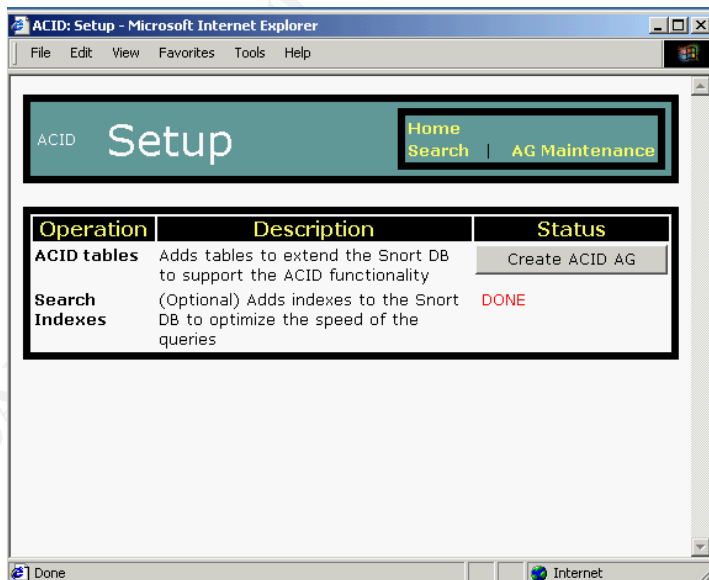 ACID: Setup - Microsoft Internet Explorer
File Edit View Favorites Tools Help
ACID Setup
Home
Search | AG Maintenance
Operation Description Status
ACID tables Adds tables to extend the Snort DB Create ACID AG
to support the ACID functionality
Search (Optional) Adds indexes to the Snort DONE
Indexes DB to optimize the speed of the
queries
Done Internet